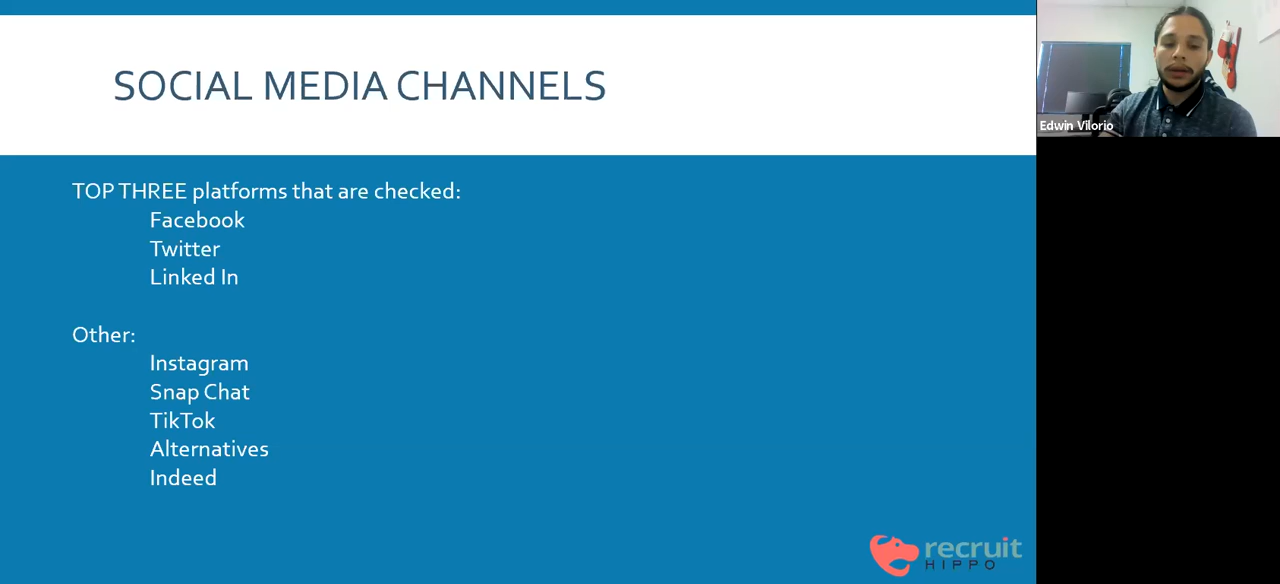 SOCIAL MEDIA CHANNELS
Edwin Vilorio
TOP THREE platforms that are checked:
Facebook
Twitter
Linked In
Other:
Instagram
Snap Chat
TikTok
Alternatives
Indeed
recruit
HIPPO